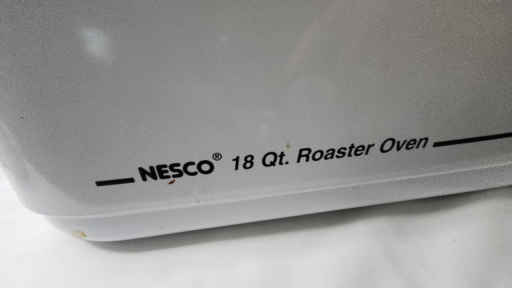 NESCO® 18 Qt. Roaster Oven